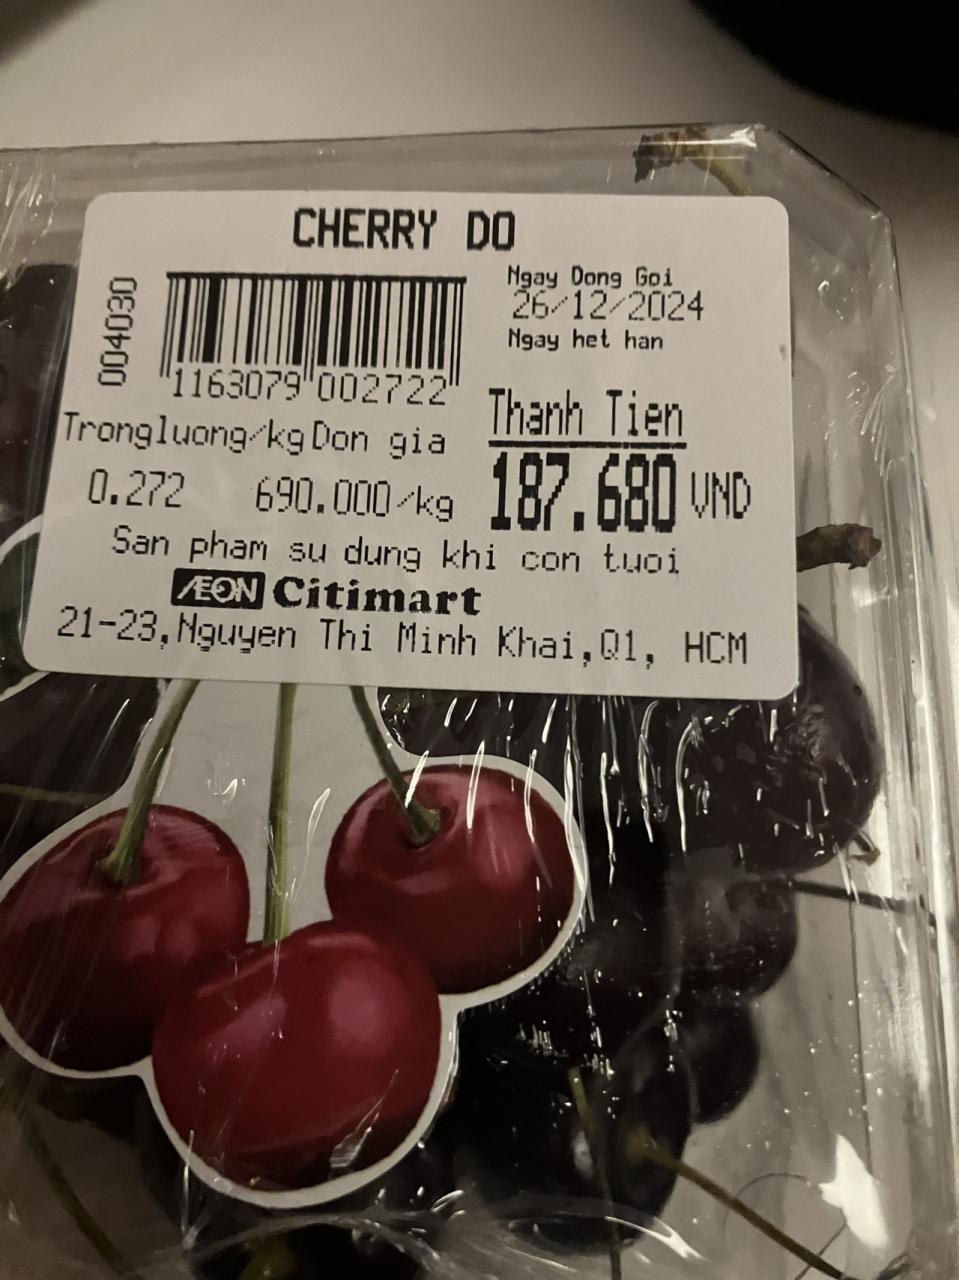 CHERRY DO
004030
1163079 002722
Ngay Dong Goi
26/12/2024
Ngay het han
Trongluong/kg Don gia
0.272 690.000/kg
Thanh Tien
187.680 VND
San pham su dung khi con tuoi
ÆON Citimart
21-23,Nguyen Thi Minh Khai,Q1, HCM